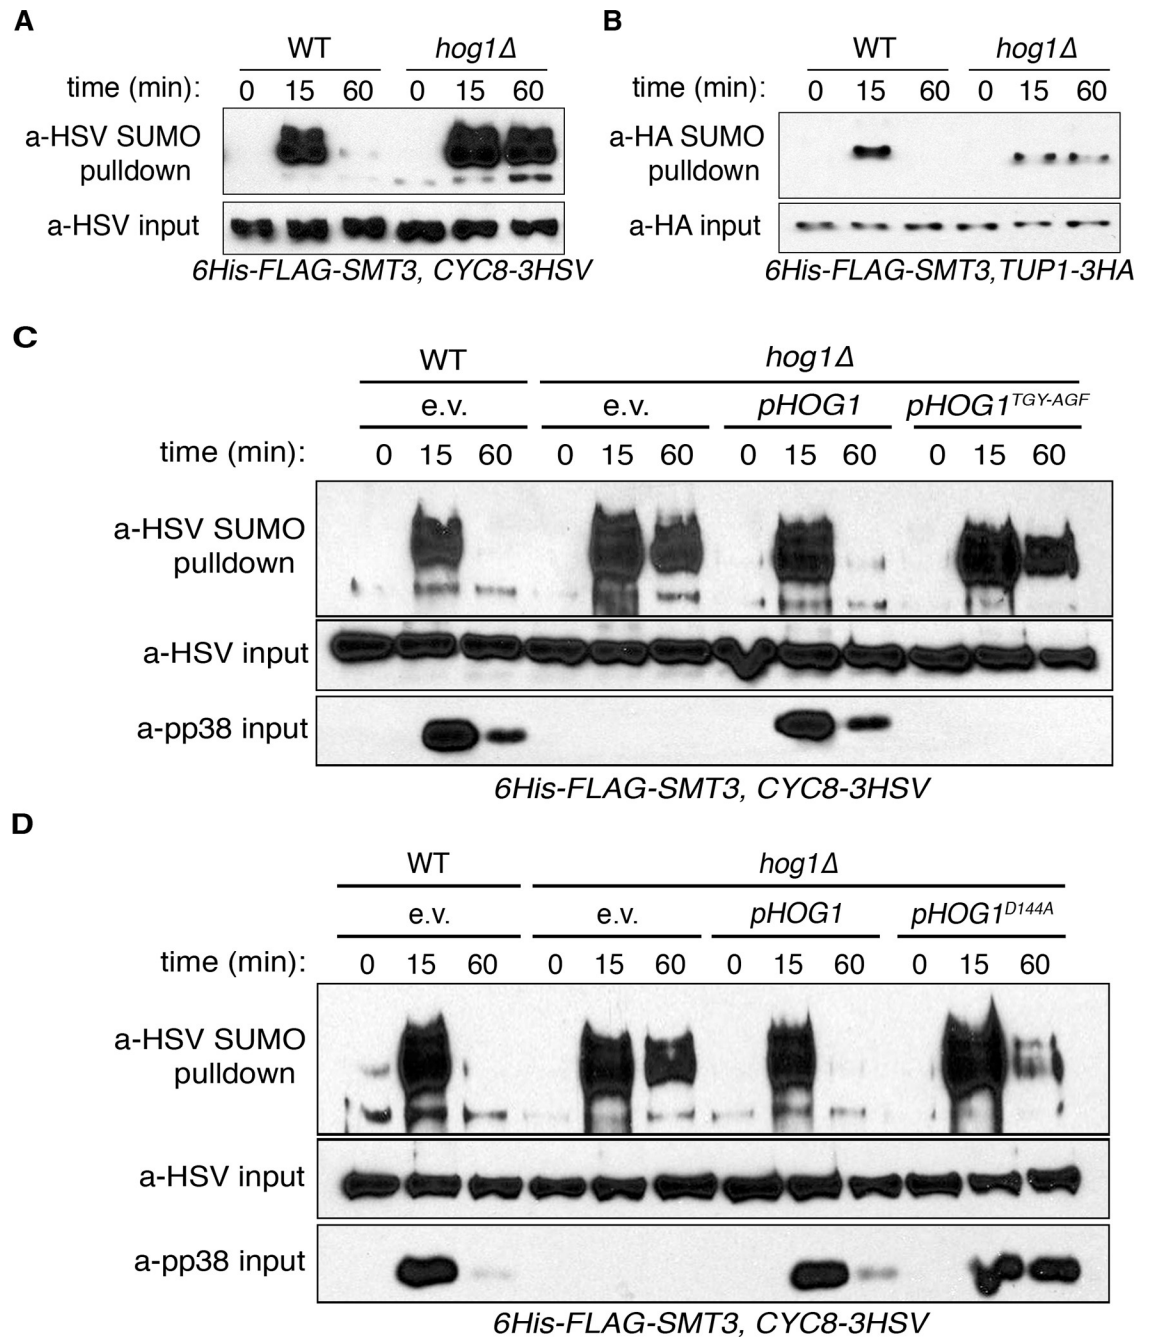 A
WT hog1Δ
time (min): 0 15 60 0 15 60
a-HSV SUMO
pulldown
a-HSV input
6His-FLAG-SMT3, CYC8-3HSV
B
WT hog1Δ
time (min): 0 15 60 0 15 60
a-HA SUMO
pulldown
a-HA input
6His-FLAG-SMT3,TUP1-3HA
C
WT hog1Δ
e.v. e.v. pHOG1 pHOG1TGY-AGF
time (min): 0 15 60 0 15 60 0 15 60 0 15 60
a-HSV SUMO
pulldown
a-HSV input
a-pp38 input
6His-FLAG-SMT3, CYC8-3HSV
D
WT hog1Δ
e.v. e.v. pHOG1 pHOG1D144A
time (min): 0 15 60 0 15 60 0 15 60 0 15 60
a-HSV SUMO
pulldown
a-HSV input
a-pp38 input
6His-FLAG-SMT3, CYC8-3HSV